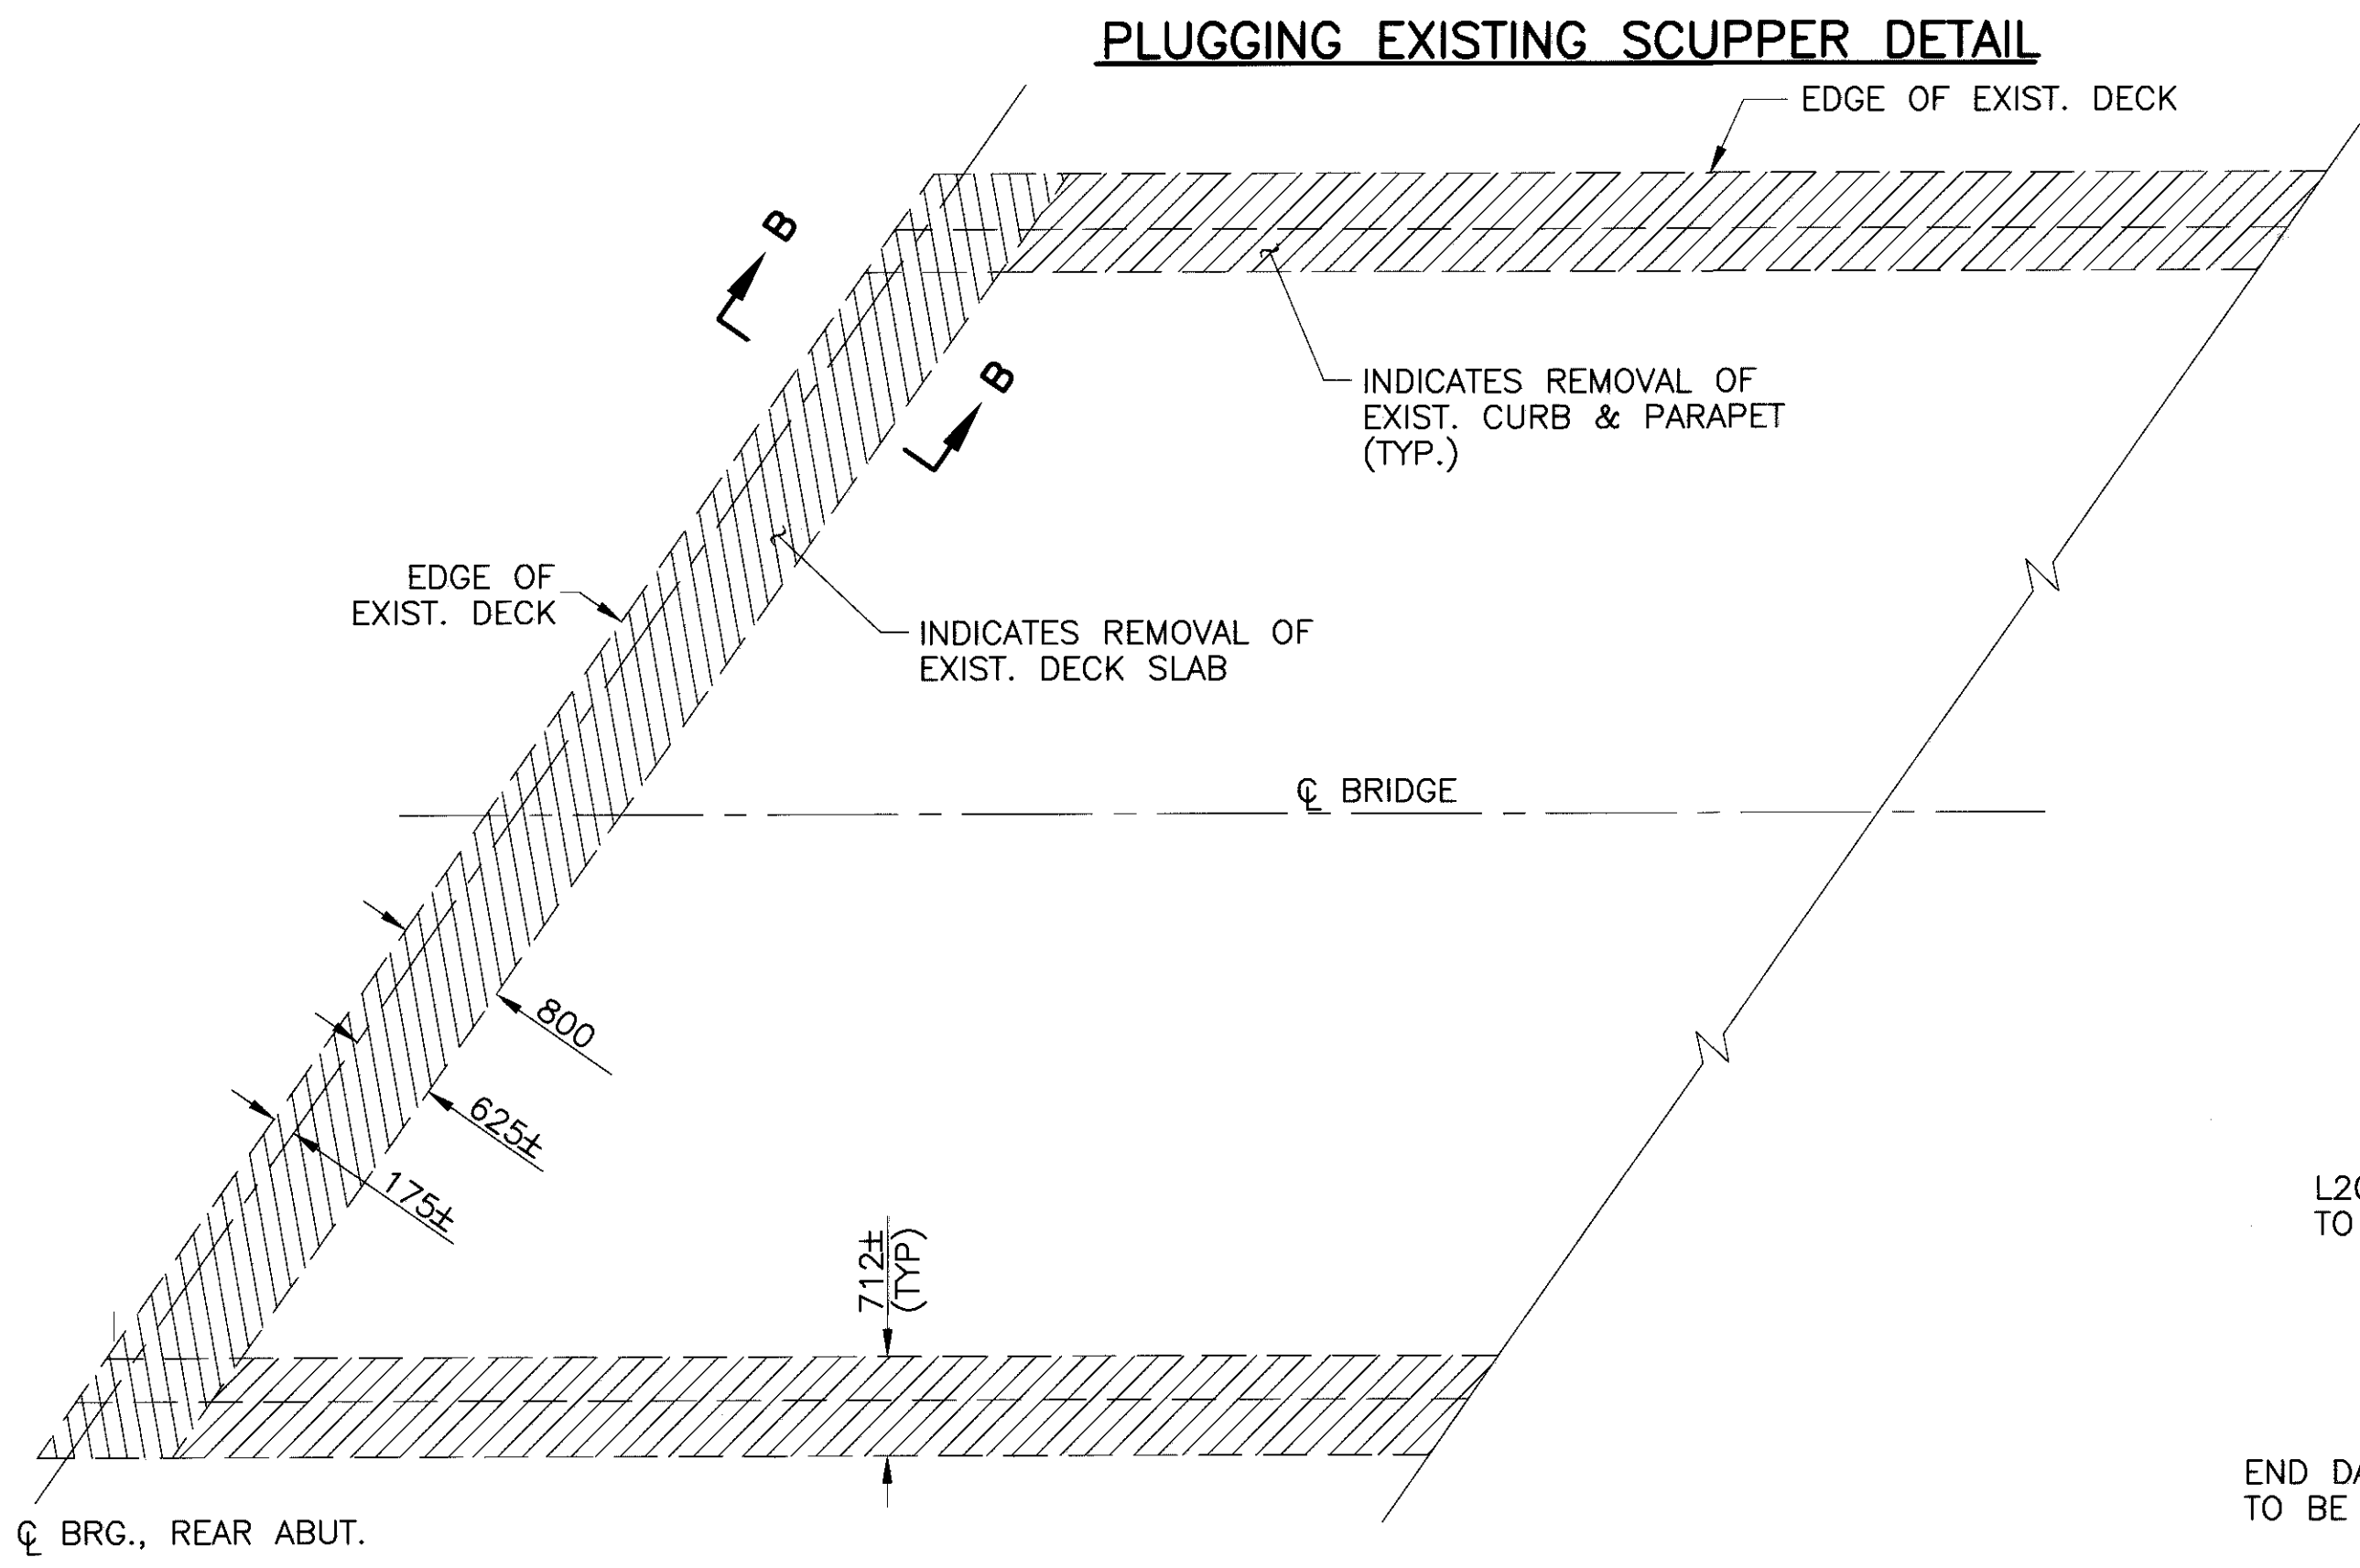 PLUGGING EXISTING SCUPPER DETAIL
EDGE OF EXIST. DECK
B
B
INDICATES REMOVAL OF
EXIST. CURB & PARAPET
(TYP.)
EDGE OF
EXIST. DECK
INDICATES REMOVAL OF
EXIST. DECK SLAB
℄ BRIDGE
800
625±
175±
712±
(TYP)
TO
END
TO BE
℄ BRG., REAR ABUT.